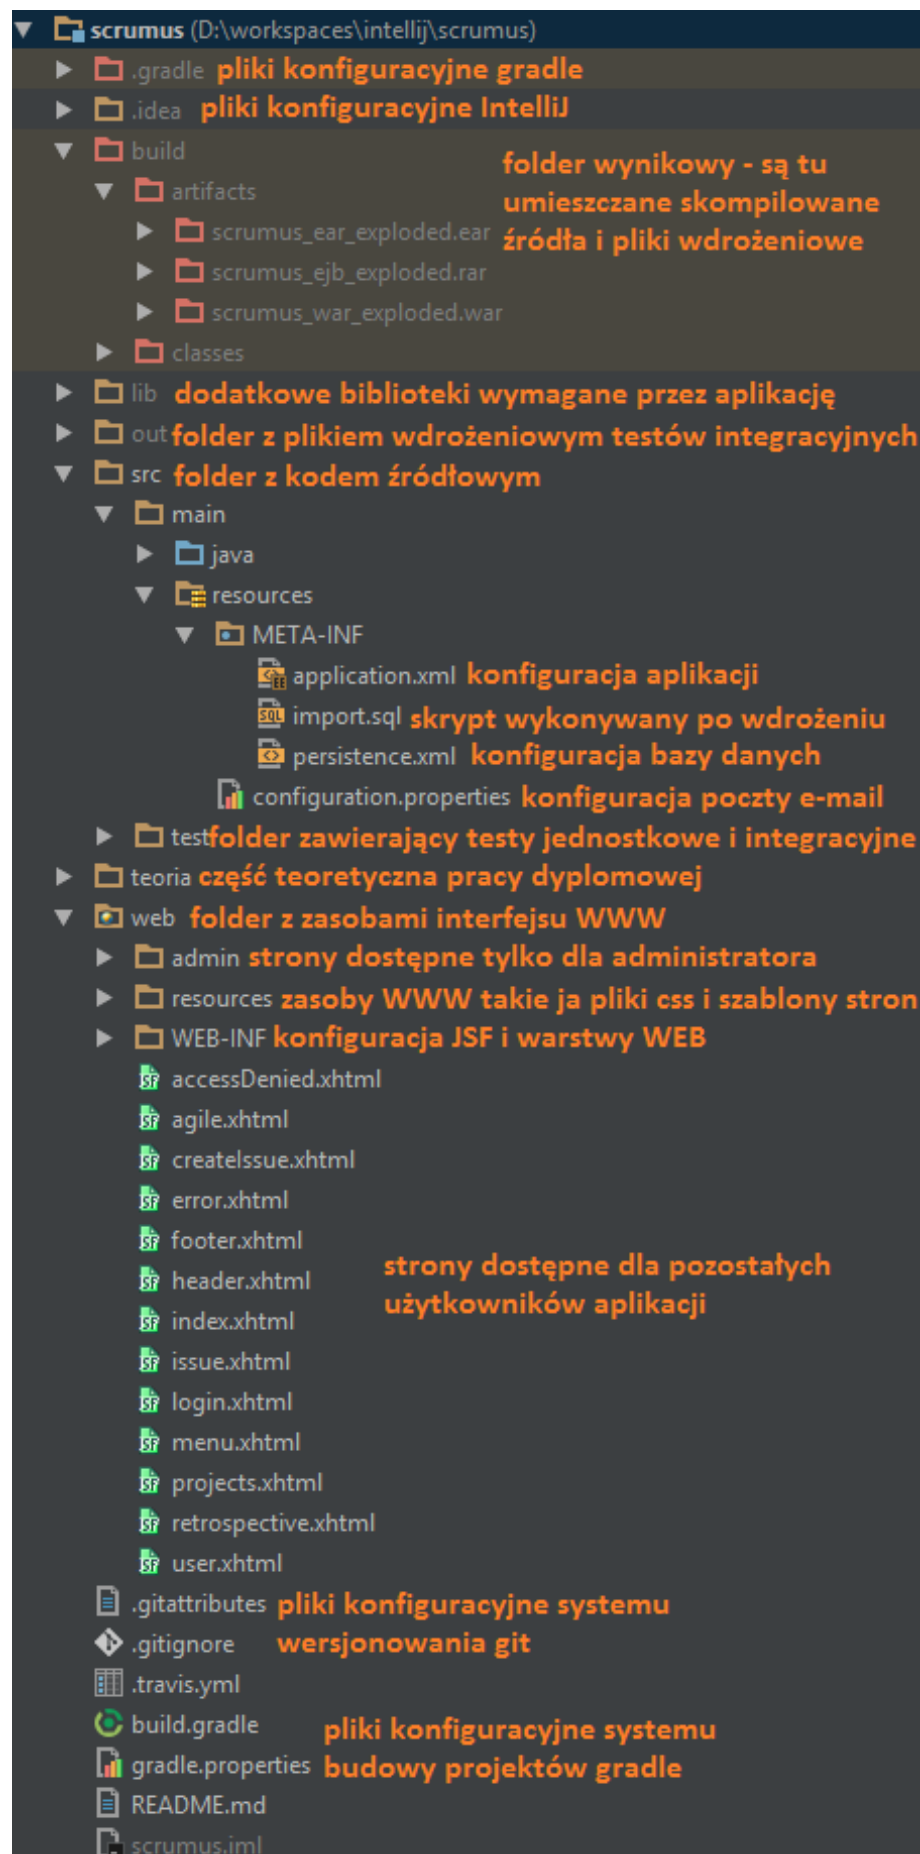 scrumus (D:\workspaces\intellij\scrumus)
.gradle pliki konfiguracyjne gradle
.idea pliki konfiguracyjne IntelliJ
build
folder wynikowy - są tu
artifacts
umieszczane skompilowane
scrumus_ear_exploded.ear
źródła i pliki wdrożeniowe
scrumus_ejb_exploded.rar
scrumus_war_exploded.war
classes
lib dodatkowe biblioteki wymagane przez aplikację
out folder z plikiem wdrożeniowym testów integracyjnych
src folder z kodem źródłowym
main
java
resources
META-INF
application.xml konfiguracja aplikacji
import.sql skrypt wykonywany po wdrożeniu
persistence.xml konfiguracja bazy danych
configuration.properties konfiguracja poczty e-mail
test folder zawierający testy jednostkowe i integracyjne
teoria część teoretyczna pracy dyplomowej
web folder z zasobami interfejsu WWW
admin strony dostępne tylko dla administratora
resources zasoby WWW takie ja pliki css i szablony stron
WEB-INF konfiguracja JSF i warstwy WEB
accessDenied.xhtml
agile.xhtml
createIssue.xhtml
error.xhtml
footer.xhtml
strony dostępne dla pozostałych
header.xhtml
użytkowników aplikacji
index.xhtml
issue.xhtml
login.xhtml
menu.xhtml
projects.xhtml
retrospective.xhtml
user.xhtml
.gitattributes pliki konfiguracyjne systemu
.gitignore wersjonowania git
.travis.yml
build.gradle pliki konfiguracyjne systemu
gradle.properties budowy projektów gradle
README.md
scrumus.iml